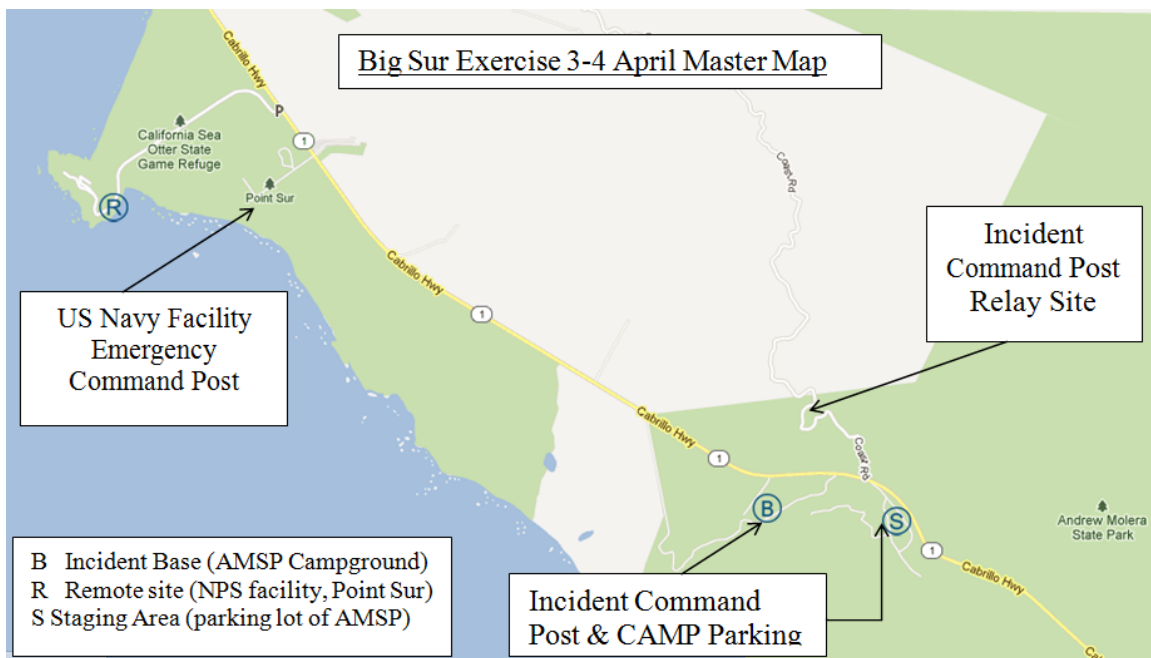 Big Sur Exercise 3-4 April Master Map
Cabrillo Hwy
P
California Sea
Otter State
Game Refuge
1
Point Sur
R
Coast Rd
Cabrillo Hwy
1
US Navy Facility
Emergency
Command Post
Incident
Command Post
Relay Site
Cabrillo Hwy
1
Coast Rd
B
S
Andrew Molera
State Park
1
Cabrillo Hwy
B Incident Base (AMSP Campground)
R Remote site (NPS facility, Point Sur)
S Staging Area (parking lot of AMSP)
Incident Command
Post & CAMP Parking